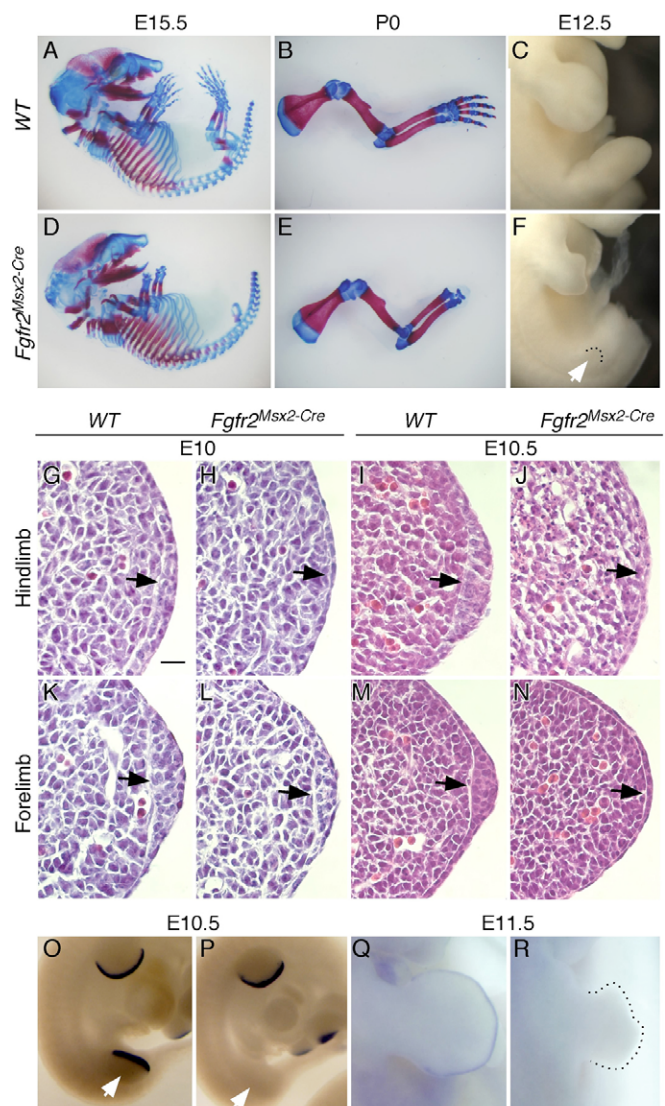 E15.5 P0 E12.5
WT
A B C
Fgfr2Msx2-Cre
D E F
WT Fgfr2Msx2-Cre WT Fgfr2Msx2-Cre
E10 E10.5
Hindlimb
G H I J
Forelimb
K L M N
E10.5 E11.5
O P Q R